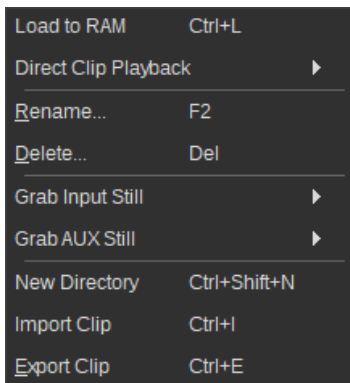 Load to RAM Ctrl+L
Direct Clip Playback
Rename... F2
Delete... Del
Grab Input Still
Grab AUX Still
New Directory Ctrl+Shift+N
Import Clip Ctrl+I
Export Clip Ctrl+E